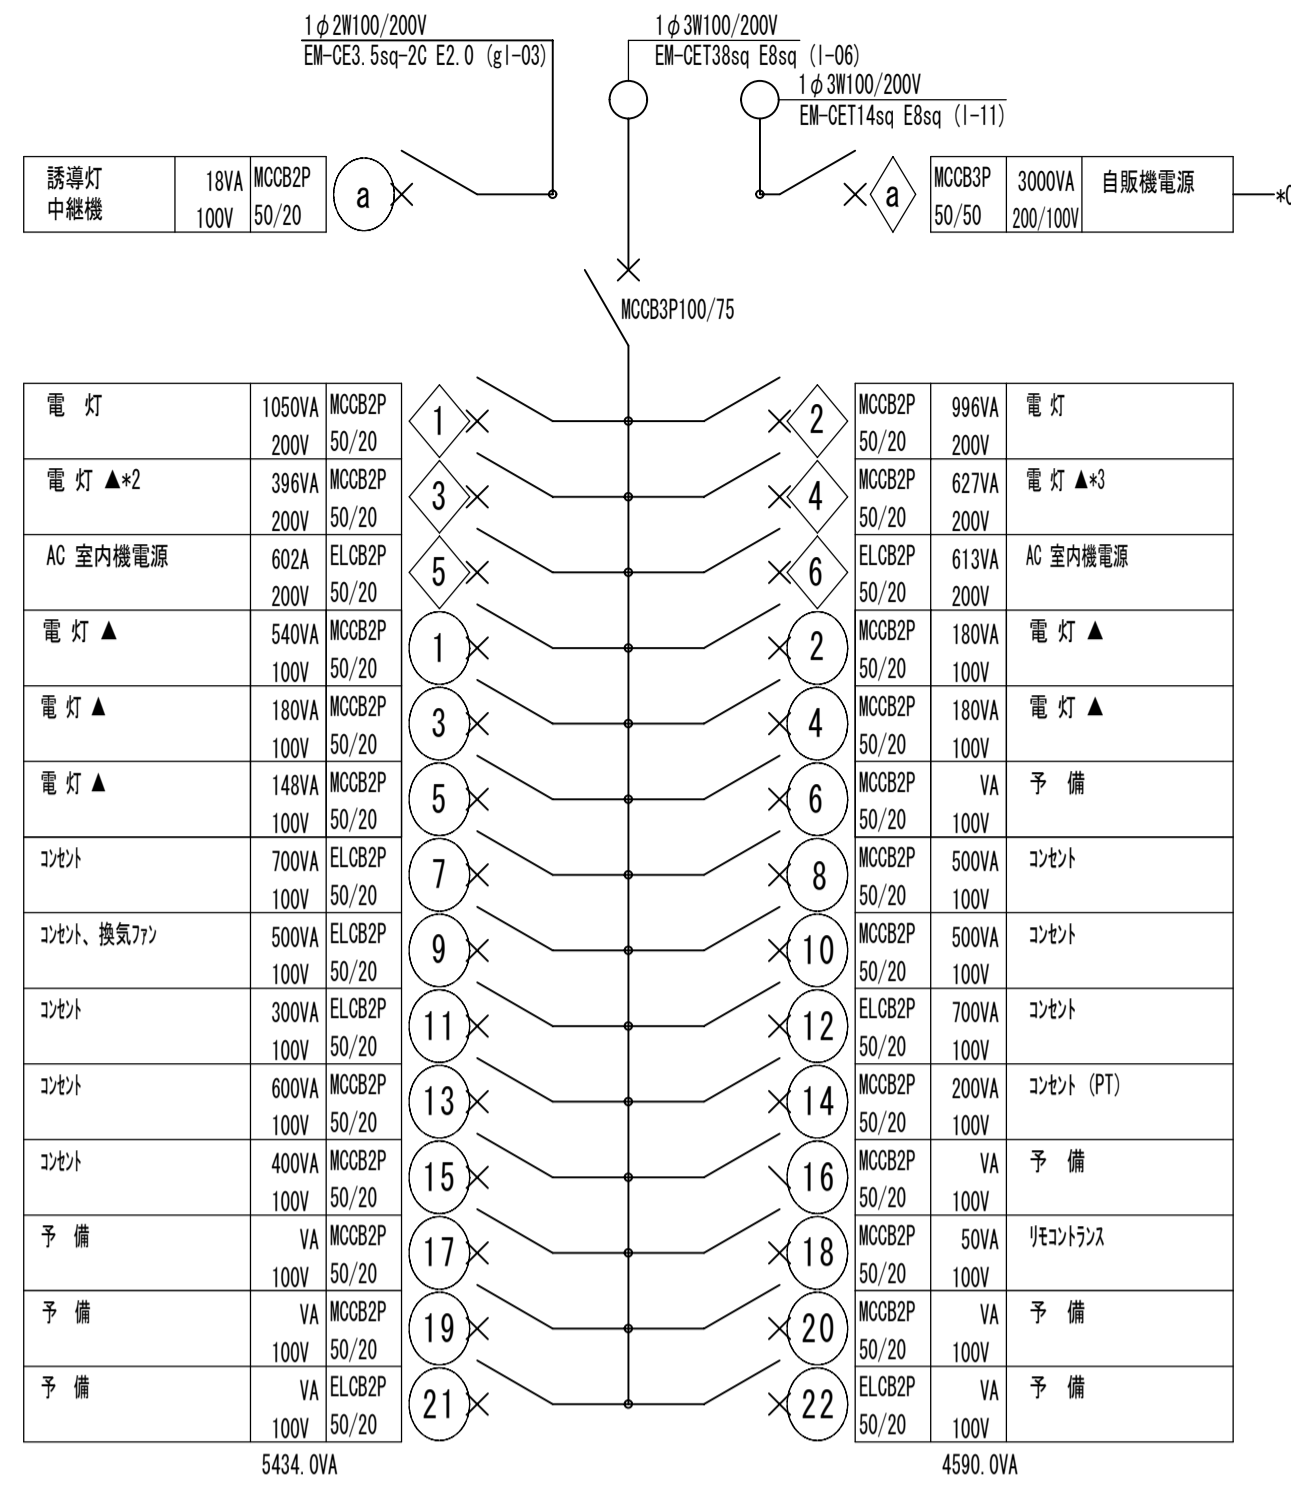 1φ2W100/200V
EM-CE3.5sq-2C E2.0 (gl-03)
1φ3W100/200V
EM-CET38sq E8sq (l-06)
1φ3W100/200V
EM-CET14sq E8sq (l-11)
誘導灯 18VA MCCB2P
中継機 100V 50/20
a
a
MCCB3P 3000VA 自販機電源
50/50 200/100V
MCCB3P100/75
電 灯 1050VA MCCB2P 1 2 MCCB2P 996VA 電 灯
200V 50/20 50/20 200V
電 灯 ▲*2 396VA MCCB2P 3 4 MCCB2P 627VA 電 灯 ▲*3
200V 50/20 50/20 200V
AC 室内機電源 602A ELCB2P 5 6 ELCB2P 613VA AC 室内機電源
200V 50/20 50/20 200V
電 灯 ▲ 540VA MCCB2P 1 2 MCCB2P 180VA 電 灯 ▲
100V 50/20 50/20 100V
電 灯 ▲ 180VA MCCB2P 3 4 MCCB2P 180VA 電 灯 ▲
100V 50/20 50/20 100V
電 灯 ▲ 148VA MCCB2P 5 6 MCCB2P VA 予 備
100V 50/20 50/20 100V
コンセント 700VA ELCB2P 7 8 MCCB2P 500VA コンセント
100V 50/20 50/20 100V
コンセント、換気ファン 500VA ELCB2P 9 10 MCCB2P 500VA コンセント
100V 50/20 50/20 100V
コンセント 300VA ELCB2P 11 12 ELCB2P 700VA コンセント
100V 50/20 50/20 100V
コンセント 600VA MCCB2P 13 14 MCCB2P 200VA コンセント (PT)
100V 50/20 50/20 100V
コンセント 400VA MCCB2P 15 16 MCCB2P VA 予 備
100V 50/20 50/20 100V
予 備 VA MCCB2P 17 18 MCCB2P 50VA リモコントランス
100V 50/20 50/20 100V
予 備 VA MCCB2P 19 20 MCCB2P VA 予 備
100V 50/20 50/20 100V
予 備 VA ELCB2P 21 22 ELCB2P VA 予 備
100V 50/20 50/20 100V
5434.0VA 4590.0VA